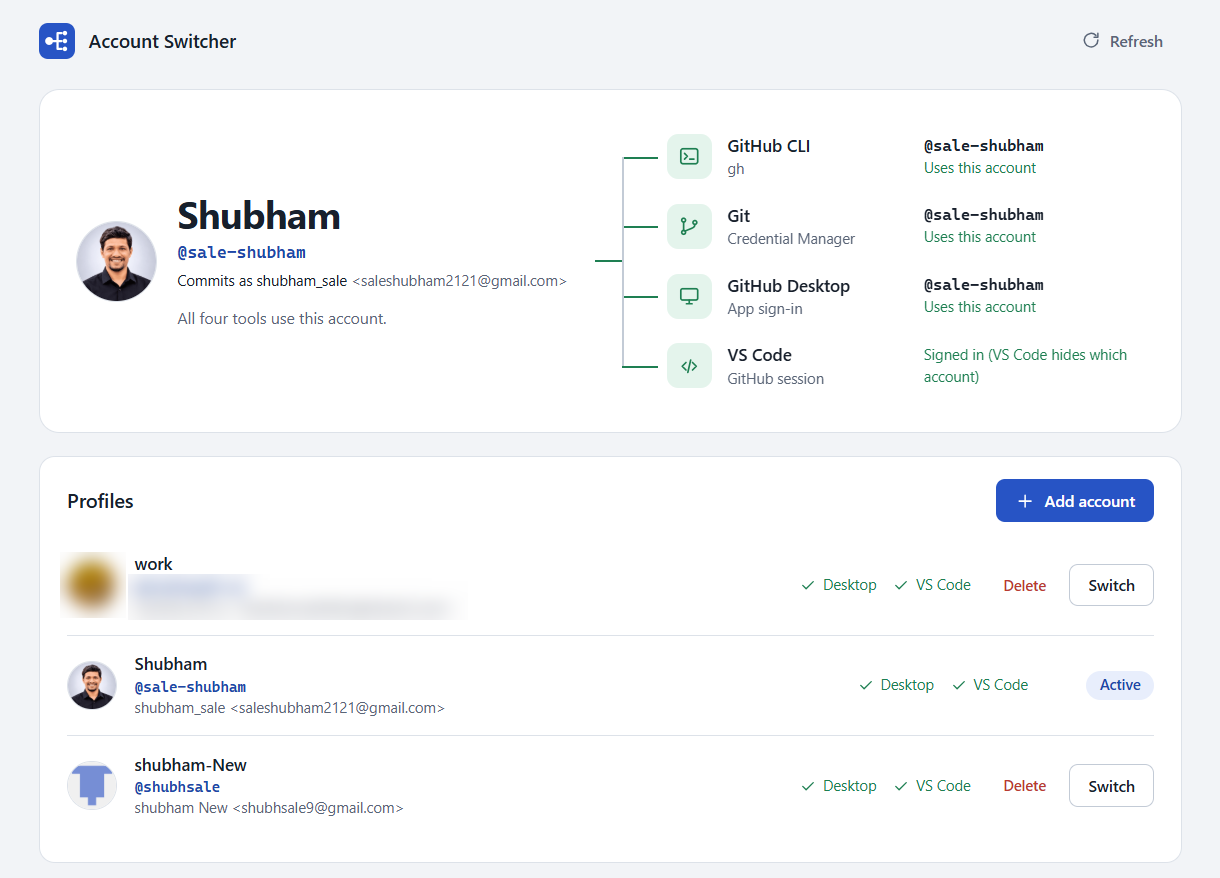 Account Switcher
Refresh
Shubham
@sale-shubham
Commits as shubham_sale <saleshubham2121@gmail.com>
All four tools use this account.
GitHub CLI
gh
@sale-shubham
Uses this account
Git
Credential Manager
@sale-shubham
Uses this account
GitHub Desktop
App sign-in
@sale-shubham
Uses this account
VS Code
GitHub session
Signed in (VS Code hides which
account)
Profiles
+ Add account
work
✓ Desktop ✓ VS Code Delete Switch
Shubham
@sale-shubham
shubham_sale <saleshubham2121@gmail.com>
✓ Desktop ✓ VS Code Active
shubham-New
@shubhsale
shubham New <shubhsale9@gmail.com>
✓ Desktop ✓ VS Code Delete Switch